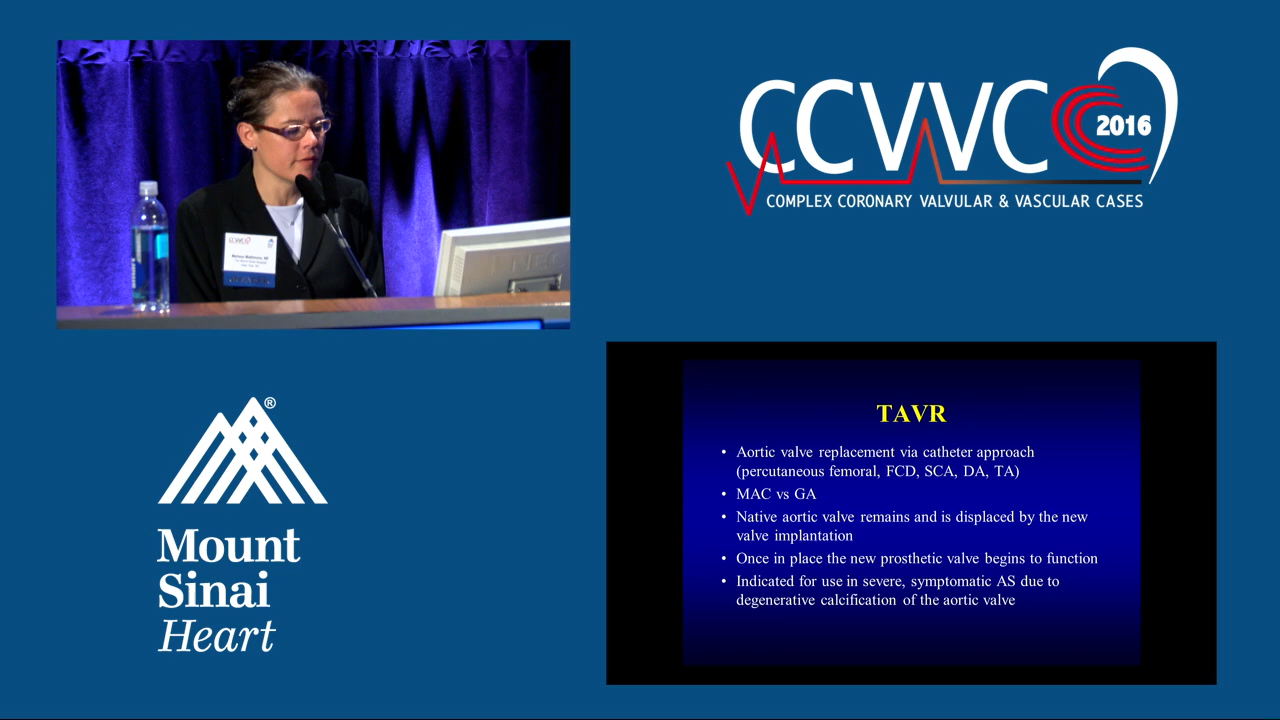 CCVVC
2016
COMPLEX CORONARY VALVULAR & VASCULAR CASES
Mount
Sinai
Heart
®
TAVR
• Aortic valve replacement via catheter approach
(percutaneous femoral, FCD, SCA, DA, TA)
• MAC vs GA
• Native aortic valve remains and is displaced by the new
valve implantation
• Once in place the new prosthetic valve begins to function
• Indicated for use in severe, symptomatic AS due to
degenerative calcification of the aortic valve